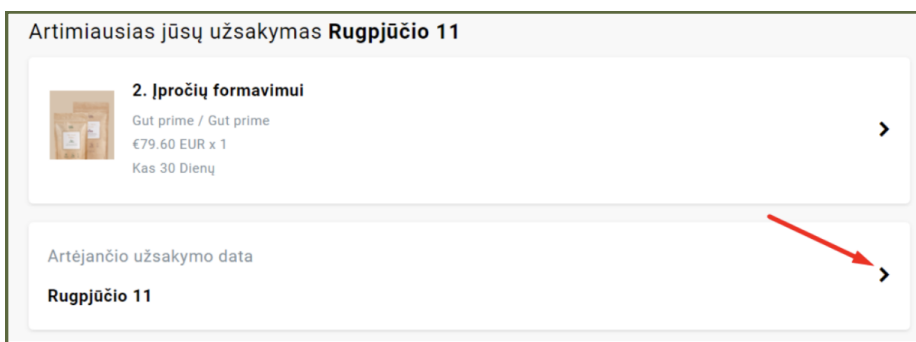 Artimiausias jūsų užsakymas Rugpjūčio 11
2. Įpročių formavimui
Gut prime / Gut prime
€79.60 EUR x 1
Kas 30 Dienų
Artėjančio užsakymo data
Rugpjūčio 11